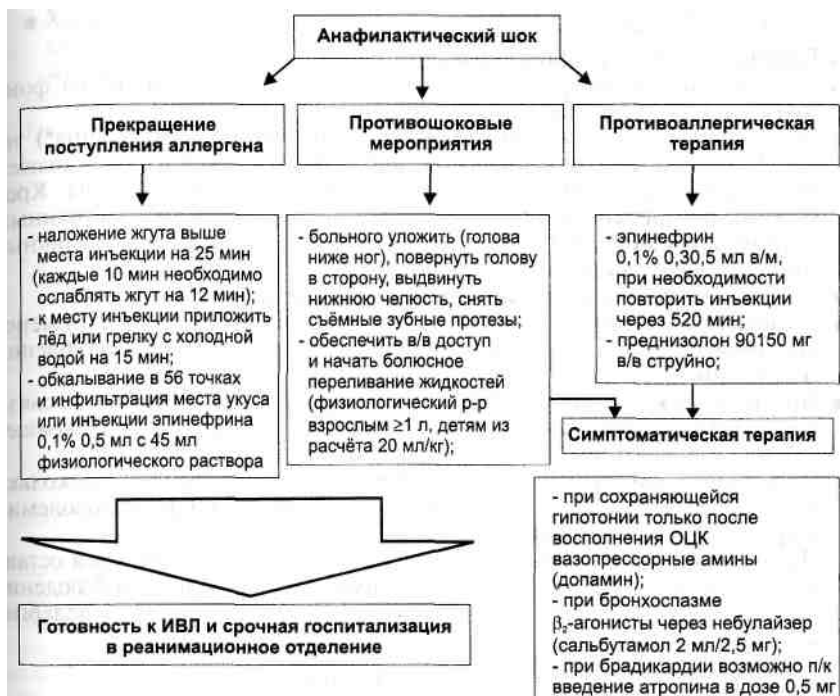 Анафилактический шок
Прекращение
поступления аллергена
Противошоковые
мероприятия
Противоаллергическая
терапия
- наложение жгута выше
места инъекции на 25 мин
(каждые 10 мин необходимо
ослаблять жгут на 12 мин);
- к месту инъекции приложить
лёд или грелку с холодной
водой на 15 мин;
- обкалывание в 56 точках
и инфильтрация места укуса
или инъекции эпинефрина
0,1% 0,5 мл с 45 мл
физиологического раствора
- больного уложить (голова
ниже ног), повернуть голову
в сторону, выдвинуть
нижнюю челюсть, снять
съёмные зубные протезы;
- обеспечить в/в доступ
и начать болюсное
переливание жидкостей
(физиологический р-р
взрослым ≥1 л, детям из
расчёта 20 мл/кг);
- эпинефрин
0,1% 0,30,5 мл в/м,
при необходимости
повторить инъекции
через 520 мин;
- преднизолон 90150 мг
в/в струйно;
Симптоматическая терапия
- при сохраняющейся
гипотонии только после
восполнения ОЦК
вазопрессорные амины
(допамин);
- при бронхоспазме
β₂-агонисты через небулайзер
(сальбутамол 2 мл/2,5 мг);
- при брадикардии возможно п/к
введение атропина в дозе 0,5 мг
Готовность к ИВЛ и срочная госпитализация
в реанимационное отделение